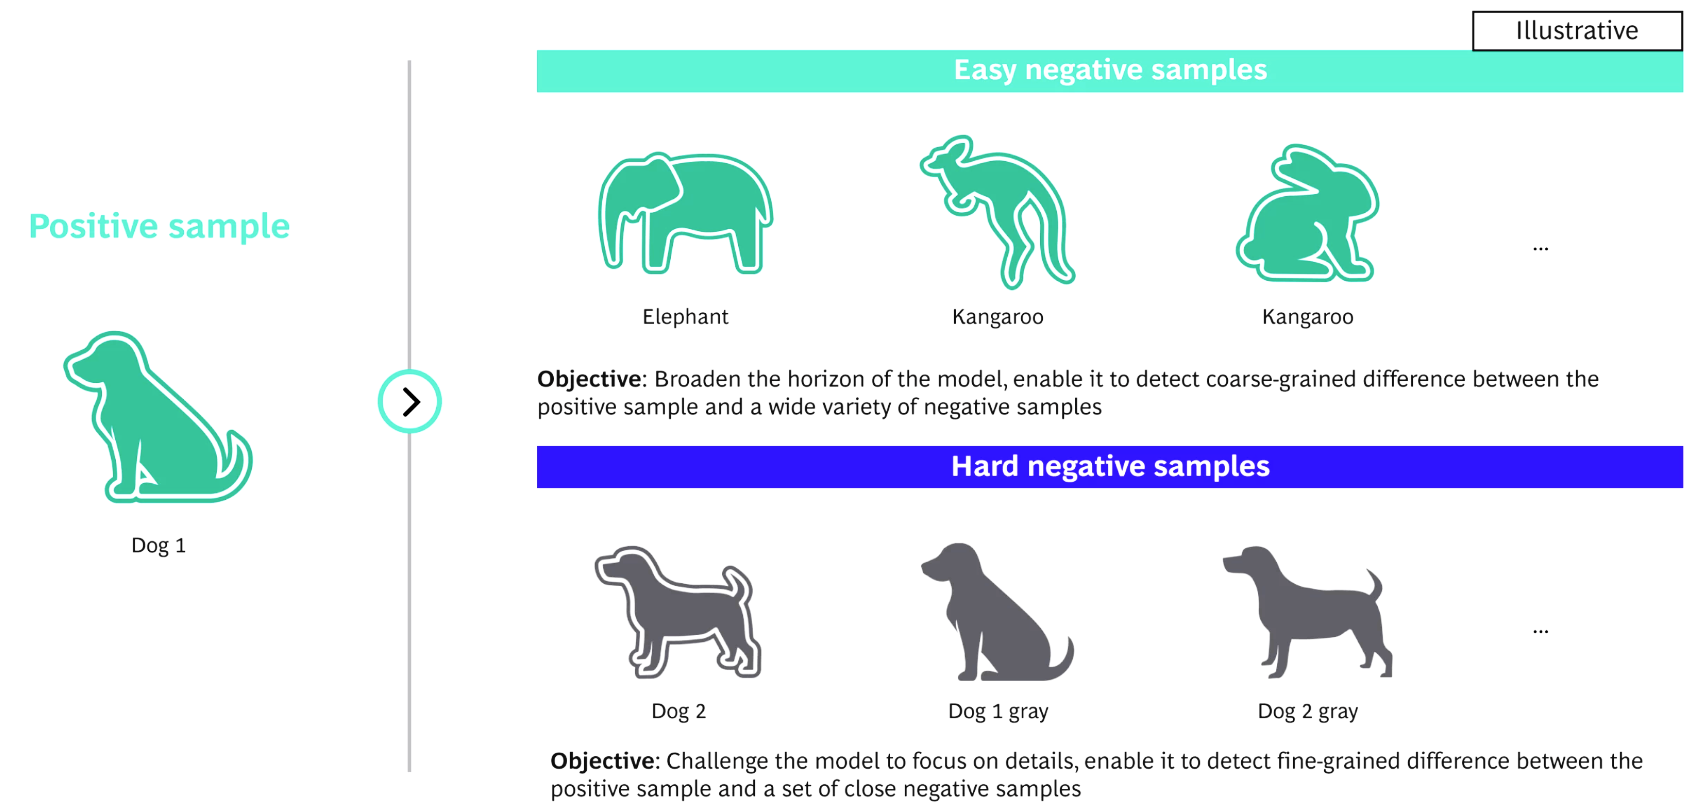 Illustrative
Easy negative samples
Positive sample
...
Elephant
Kangaroo
Kangaroo
Objective: Broaden the horizon of the model, enable it to detect coarse-grained difference between the
positive sample and a wide variety of negative samples
Dog 1
Hard negative samples
...
Dog 2
Dog 1 gray
Dog 2 gray
Objective: Challenge the model to focus on details, enable it to detect fine-grained difference between the
positive sample and a set of close negative samples